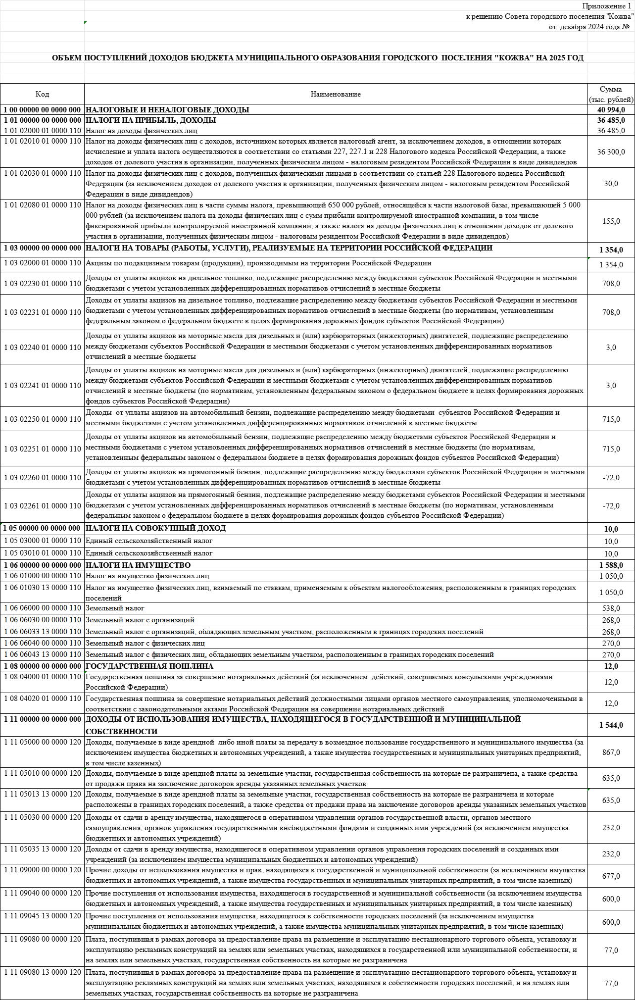 Приложение 1
к решению Совета городского поселения "Кожва"
от  декабря 2024 года №
ОБЪЕМ ПОСТУПЛЕНИЙ ДОХОДОВ БЮДЖЕТА МУНИЦИПАЛЬНОГО ОБРАЗОВАНИЯ ГОРОДСКОГО  ПОСЕЛЕНИЯ "КОЖВА" НА 2025 ГОД
Код Наименование Сумма
(тыс. рублей)
1 00 00000 00 0000 000 НАЛОГОВЫЕ И НЕНАЛОГОВЫЕ ДОХОДЫ 40 994,0
1 01 00000 00 0000 000 НАЛОГИ НА ПРИБЫЛЬ, ДОХОДЫ 36 485,0
1 01 02000 01 0000 110 Налог на доходы физических лиц 36 485,0
1 01 02010 01 0000 110 Налог на доходы физических лиц с доходов, источником которых является налоговый агент, за исключением доходов, в отношении которых
исчисление и уплата налога осуществляются в соответствии со статьями 227, 227.1 и 228 Налогового кодекса Российской Федерации, а также 36 300,0
доходов от долевого участия в организации, полученных физическим лицом - налоговым резидентом Российской Федерации в виде дивидендов
1 01 02030 01 0000 110 Налог на доходы физических лиц с доходов, полученных физическими лицами в соответствии со статьей 228 Налогового кодекса Российской
Федерации (за исключением доходов от долевого участия в организации, полученных физическим лицом - налоговым резидентом Российской 30,0
Федерации в виде дивидендов)
1 01 02080 01 0000 110 Налог на доходы физических лиц в части суммы налога, превышающей 650 000 рублей, относящейся к части налоговой базы, превышающей 5 000
000 рублей (за исключением налога на доходы физических лиц с сумм прибыли контролируемой иностранной компании, в том числе
фиксированной прибыли контролируемой иностранной компании, а также налога на доходы физических лиц в отношении доходов от долевого 155,0
участия в организации, полученных физическим лицом - налоговым резидентом Российской Федерации в виде дивидендов)
1 03 00000 00 0000 000 НАЛОГИ НА ТОВАРЫ (РАБОТЫ, УСЛУГИ), РЕАЛИЗУЕМЫЕ НА ТЕРРИТОРИИ РОССИЙСКОЙ ФЕДЕРАЦИИ 1 354,0
1 03 02000 01 0000 110 Акцизы по подакцизным товарам (продукции), производимым на территории Российской Федерации 1 354,0
1 03 02230 01 0000 110 Доходы от уплаты акцизов на дизельное топливо, подлежащие распределению между бюджетами субъектов Российской Федерации и местными
бюджетами с учетом установленных дифференцированных нормативов отчислений в местные бюджеты 708,0
Доходы от уплаты акцизов на дизельное топливо, подлежащие распределению между бюджетами субъектов Российской Федерации и местными
1 03 02231 01 0000 110 бюджетами с учетом установленных дифференцированных нормативов отчислений в местные бюджеты (по нормативам, установленным 708,0
федеральным законом о федеральном бюджете в целях формирования дорожных фондов субъектов Российской Федерации)
Доходы от уплаты акцизов на моторные масла для дизельных и (или) карбюраторных (инжекторных) двигателей, подлежащие распределению
1 03 02240 01 0000 110 между бюджетами субъектов Российской Федерации и местными бюджетами с учетом установленных дифференцированных нормативов 3,0
отчислений в местные бюджеты
Доходы от уплаты акцизов на моторные масла для дизельных и (или) карбюраторных (инжекторных) двигателей, подлежащие распределению
1 03 02241 01 0000 110 между бюджетами субъектов Российской Федерации и местными бюджетами с учетом установленных дифференцированных нормативов 3,0
отчислений в местные бюджеты (по нормативам, установленным федеральным законом о федеральном бюджете в целях формирования дорожных
фондов субъектов Российской Федерации)
1 03 02250 01 0000 110 Доходы  от уплаты акцизов на автомобильный бензин, подлежащие распределению между бюджетами  субъектов Российской Федерации и
местными бюджетами с учетом установленных дифференцированных нормативов отчислений в местные бюджеты 715,0
Доходы от уплаты акцизов на автомобильный бензин, подлежащие распределению между бюджетами субъектов Российской Федерации и
1 03 02251 01 0000 110 местными бюджетами с учетом установленных дифференцированных нормативов отчислений в местные бюджеты (по нормативам, 715,0
установленным федеральным законом о федеральном бюджете в целях формирования дорожных фондов субъектов Российской Федерации)
1 03 02260 01 0000 110 Доходы от уплаты акцизов на прямогонный бензин, подлежащие распределению между бюджетами субъектов Российской Федерации и местными
бюджетами с учетом установленных дифференцированных нормативов отчислений в местные бюджеты -72,0
Доходы от уплаты акцизов на прямогонный бензин, подлежащие распределению между бюджетами субъектов Российской Федерации и местными
1 03 02261 01 0000 110 бюджетами с учетом установленных дифференцированных нормативов отчислений в местные бюджеты (по нормативам, установленным -72,0
федеральным законом о федеральном бюджете в целях формирования дорожных фондов субъектов Российской Федерации)
1 05 00000 00 0000 000 НАЛОГИ НА СОВОКУПНЫЙ ДОХОД 10,0
1 05 03000 01 0000 110 Единый сельскохозяйственный налог 10,0
1 05 03010 01 0000 110 Единый сельскохозяйственный налог 10,0
1 06 00000 00 0000 000 НАЛОГИ НА ИМУЩЕСТВО 1 588,0
1 06 01000 00 0000 110 Налог на имущество физических лиц 1 050,0
1 06 01030 13 0000 110 Налог на имущество физических лиц, взимаемый по ставкам, применяемым к объектам налогообложения, расположенным в границах городских
поселений 1 050,0
1 06 06000 00 0000 110 Земельный налог 538,0
1 06 06030 00 0000 110 Земельный налог с организаций 268,0
1 06 06033 13 0000 110 Земельный налог с организаций, обладающих земельным участком, расположенным в границах городских поселений 268,0
1 06 06040 00 0000 110 Земельный налог с физических лиц 270,0
1 06 06043 13 0000 110 Земельный налог с физических лиц, обладающих земельным участком, расположенным в границах городских поселений 270,0
1 08 00000 00 0000 000 ГОСУДАРСТВЕННАЯ ПОШЛИНА 12,0
1 08 04000 01 0000 110 Государственная пошлина за совершение нотариальных действий (за исключением  действий, совершаемых консульскими учреждениями
Российской Федерации) 12,0
1 08 04020 01 0000 110 Государственная пошлина за совершение нотариальных действий должностными лицами органов местного самоуправления, уполномоченными в
соответствии с законодательными актами Российской Федерации на совершение нотариальных действий 12,0
1 11 00000 00 0000 000 ДОХОДЫ ОТ ИСПОЛЬЗОВАНИЯ ИМУЩЕСТВА, НАХОДЯЩЕГОСЯ В ГОСУДАРСТВЕННОЙ И МУНИЦИПАЛЬНОЙ
СОБСТВЕННОСТИ 1 544,0
1 11 05000 00 0000 120 Доходы, получаемые в виде арендной  либо иной платы за передачу в возмездное пользование государственного и муниципального имущества (за
исключением имущества бюджетных и автономных учреждений, а также имущества государственных и муниципальных унитарных предприятий, 867,0
в том числе казенных)
1 11 05010 00 0000 120 Доходы, получаемые в виде арендной платы за земельные участки, государственная собственность на которые не разграничена, а также средства
от продажи права на заключение договоров аренды указанных земельных участков 635,0
1 11 05013 13 0000 120 Доходы, получаемые в виде арендной платы за земельные участки, государственная собственность на которые не разграничена и которые
расположены в границах городских поселений, а также средства от продажи права на заключение договоров аренды указанных земельных участков 635,0
1 11 05030 00 0000 120 Доходы от сдачи в аренду имущества, находящегося в оперативном управлении органов государственной власти, органов местного
самоуправления, органов управления государственными внебюджетными фондами и созданных ими учреждений (за исключением имущества 232,0
бюджетных и автономных учреждений)
1 11 05035 13 0000 120 Доходы от сдачи в аренду имущества, находящегося в оперативном управлении органов управления городских поселений и созданных ими
учреждений (за исключением имущества муниципальных бюджетных и автономных учреждений) 232,0
1 11 09000 00 0000 120 Прочие доходы от использования имущества и прав, находящихся в государственной и муниципальной собственности (за исключением имущества
бюджетных и автономных учреждений, а также имущества государственных и муниципальных унитарных предприятий, в том числе казенных) 677,0
1 11 09040 00 0000 120 Прочие поступления от использования имущества, находящегося в государственной и муниципальной собственности (за исключением имущества
бюджетных и автономных учреждений, а также имущества государственных и муниципальных унитарных предприятий, в том числе казенных) 600,0
1 11 09045 13 0000 120 Прочие поступления от использования имущества, находящегося в собственности городских поселений (за исключением имущества
муниципальных бюджетных и автономных учреждений, а также имущества муниципальных унитарных предприятий, в том числе казенных) 600,0
1 11 09080 00 0000 120 Плата, поступившая в рамках договора за предоставление права на размещение и эксплуатацию нестационарного торгового объекта, установку и
эксплуатацию рекламных конструкций на землях или земельных участках, находящихся в государственной или муниципальной собственности, и 77,0
на землях или земельных участках, государственная собственность на которые не разграничена
1 11 09080 13 0000 120 Плата, поступившая в рамках договора за предоставление права на размещение и эксплуатацию нестационарного торгового объекта, установку и
эксплуатацию рекламных конструкций на землях или земельных участках, находящихся в собственности городских поселений, и на землях или 77,0
земельных участках, государственная собственность на которые не разграничена